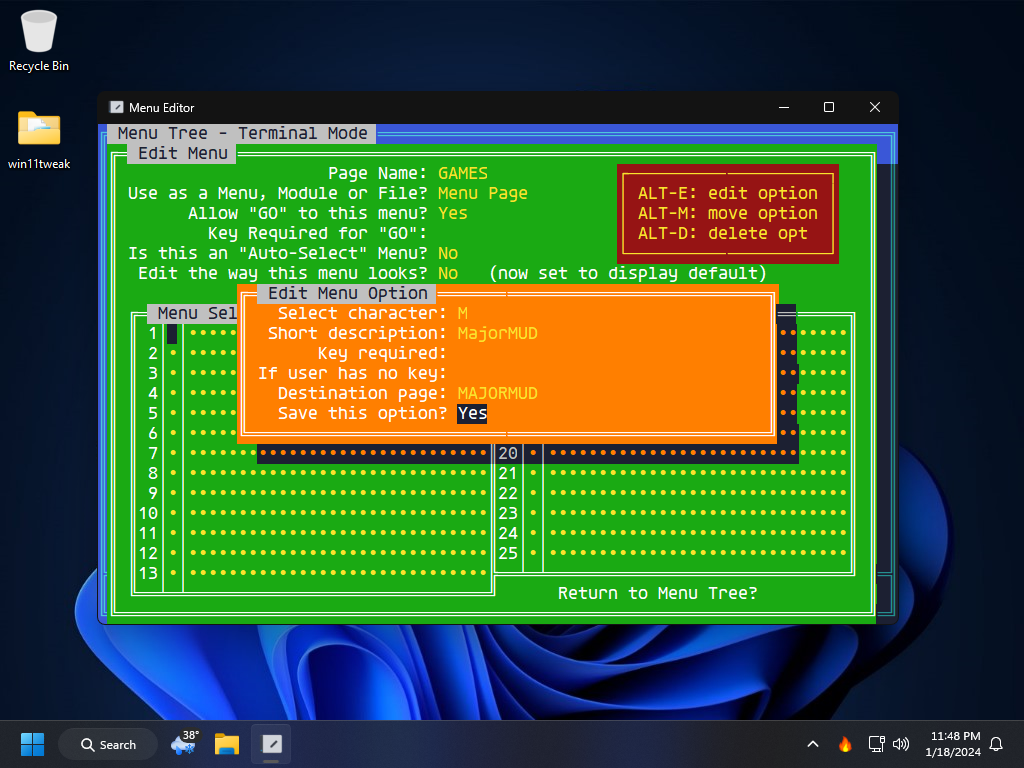 Recycle Bin
win11tweak
Menu Editor
Menu Tree - Terminal Mode
Edit Menu
Page Name: GAMES
Use as a Menu, Module or File? Menu Page
Allow "GO" to this menu? Yes
Key Required for "GO":
Is this an "Auto-Select" Menu? No
Edit the way this menu looks? No (now set to display default)
ALT-E: edit option
ALT-M: move option
ALT-D: delete opt
Edit Menu Option
Select character: M
Short description: MajorMUD
Key required:
If user has no key:
Destination page: MAJORMUD
Save this option? Yes
Menu Sel
1
2
3
4
5
6
7
8
9
10
11
12
13
20
21
22
23
24
25
Return to Menu Tree?
Search
38°
11:48 PM
1/18/2024